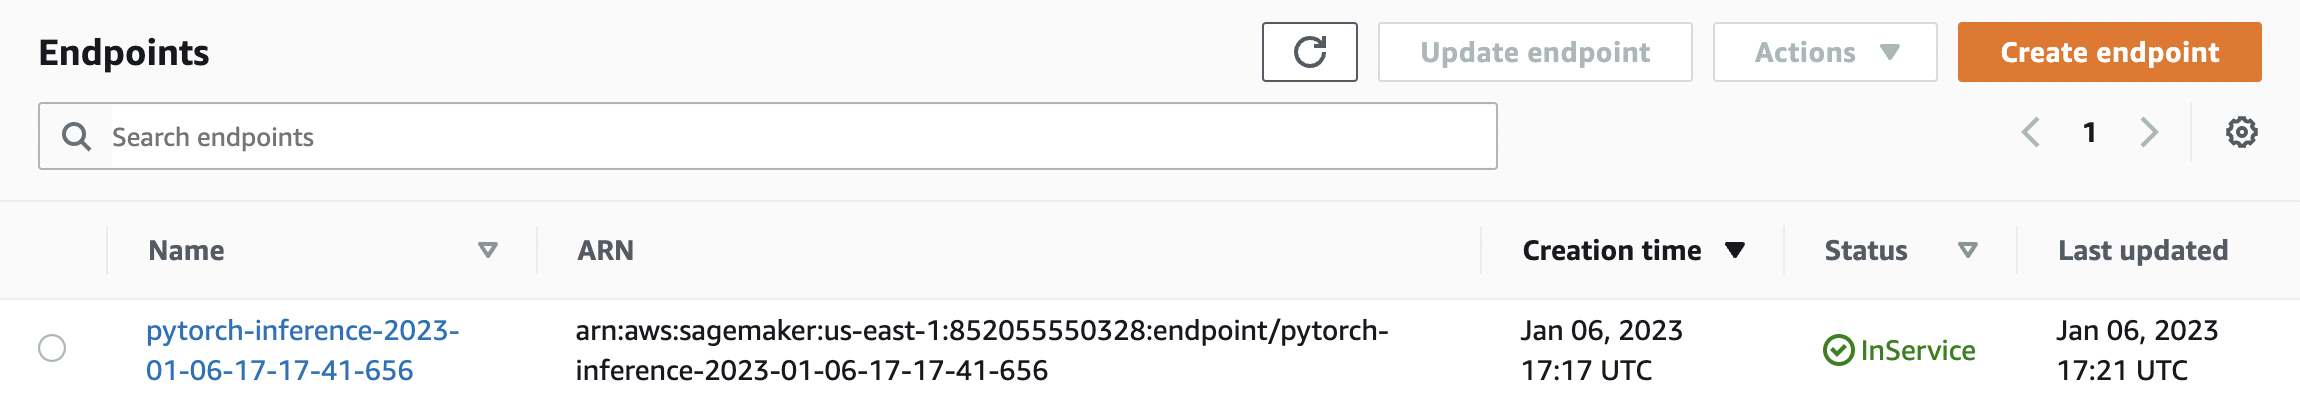 Endpoints
Update endpoint
Actions
Create endpoint
Search endpoints
1
Name
ARN
Creation time
Status
Last updated
pytorch-inference-2023-
01-06-17-17-41-656
arn:aws:sagemaker:us-east-1:852055550328:endpoint/pytorch-
inference-2023-01-06-17-17-41-656
Jan 06, 2023
17:17 UTC
InService
Jan 06, 2023
17:21 UTC